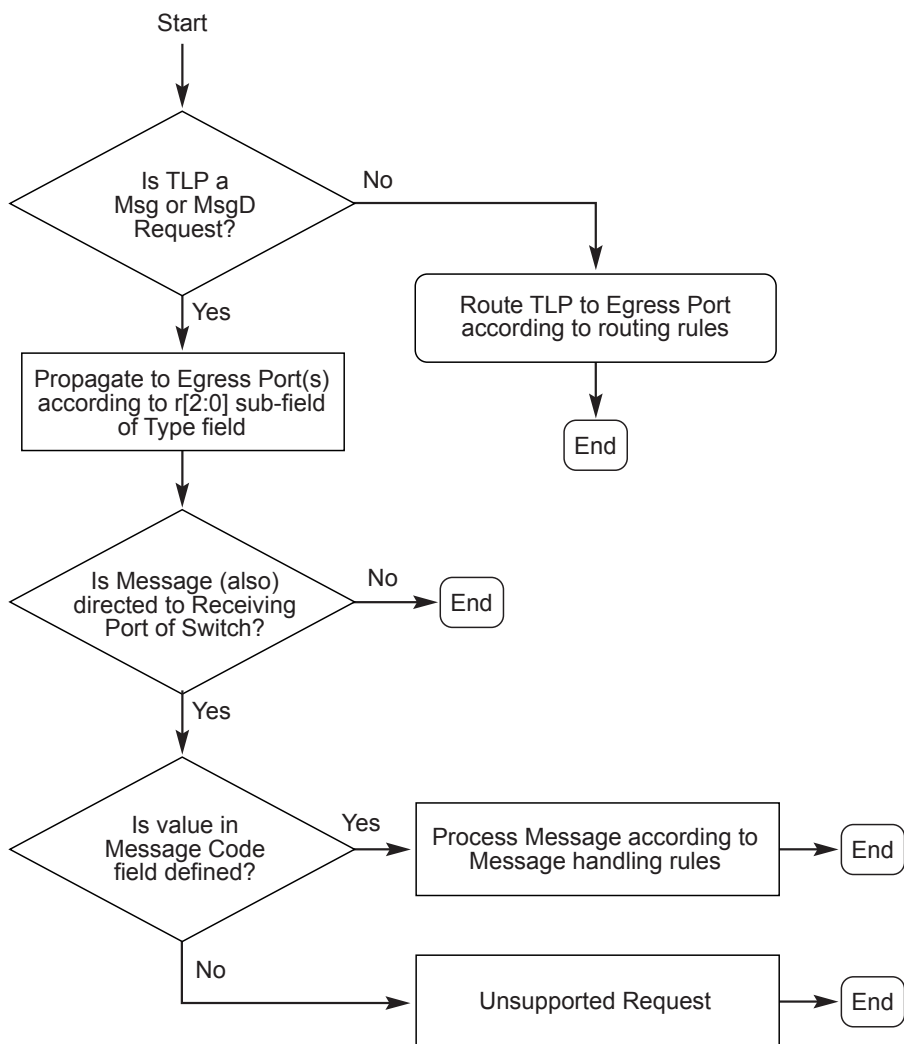 Start
Is TLP a
Msg or MsgD
Request?
No
Yes
Route TLP to Egress Port
according to routing rules
End
Propagate to Egress Port(s)
according to r[2:0] sub-field
of Type field
Is Message (also)
directed to Receiving
Port of Switch?
No
End
Yes
Is value in
Message Code
field defined?
Yes
Process Message according to
Message handling rules
End
No
Unsupported Request
End